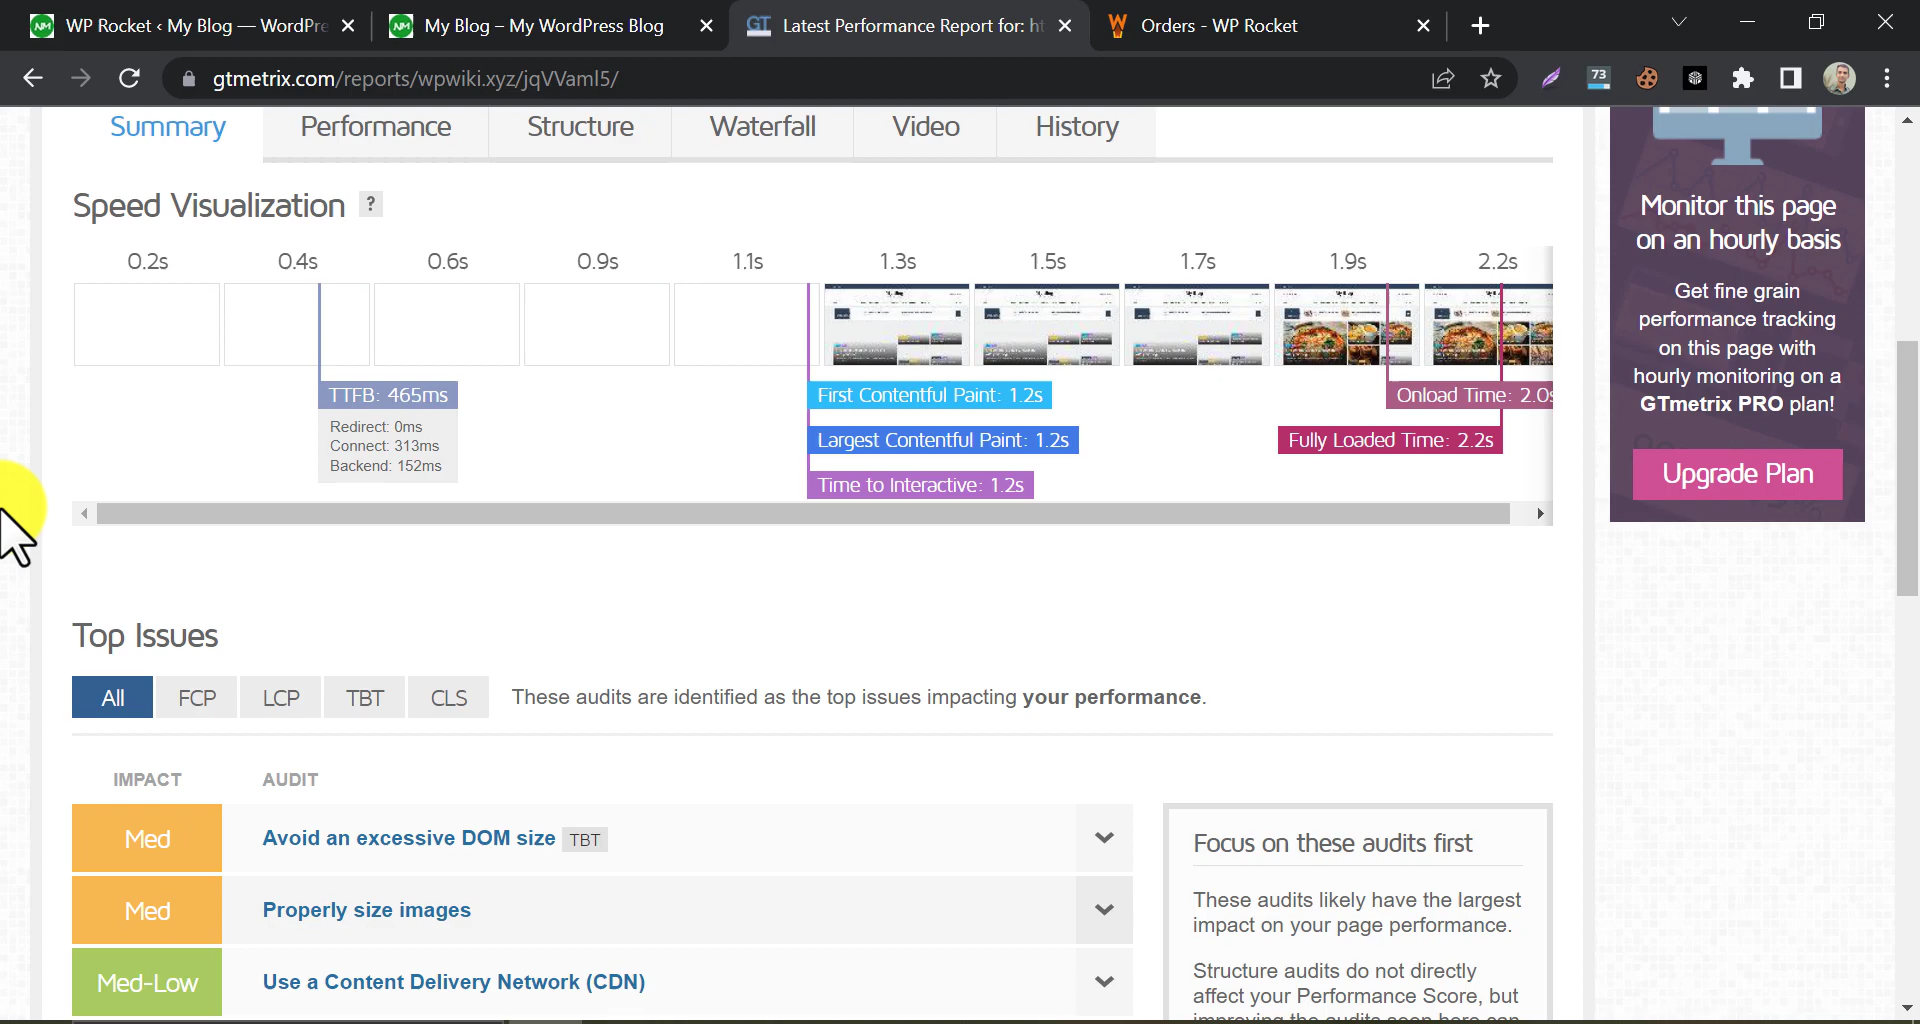 WP Rocket ‹ My Blog — WordPre
My Blog – My WordPress Blog
GT
Latest Performance Report for: ht
Orders - WP Rocket
gtmetrix.com/reports/wpwiki.xyz/jqVVamI5/
73
Summary
Performance
Structure
Waterfall
Video
History
Speed Visualization ?
0.2s
0.4s
0.6s
0.9s
1.1s
1.3s
1.5s
1.7s
1.9s
2.2s
TTFB: 465ms
Redirect: 0ms
Connect: 313ms
Backend: 152ms
First Contentful Paint: 1.2s
Largest Contentful Paint: 1.2s
Time to Interactive: 1.2s
Onload Time: 2.0s
Fully Loaded Time: 2.2s
Monitor this page
on an hourly basis
Get fine grain
performance tracking
on this page with
hourly monitoring on a
GTmetrix PRO plan!
Upgrade Plan
Top Issues
All
FCP
LCP
TBT
CLS
These audits are identified as the top issues impacting your performance.
IMPACT
AUDIT
Med
Avoid an excessive DOM size TBT
Med
Properly size images
Med-Low
Use a Content Delivery Network (CDN)
Focus on these audits first
These audits likely have the largest
impact on your page performance.
Structure audits do not directly
affect your Performance Score, but
improving the audits seen here can